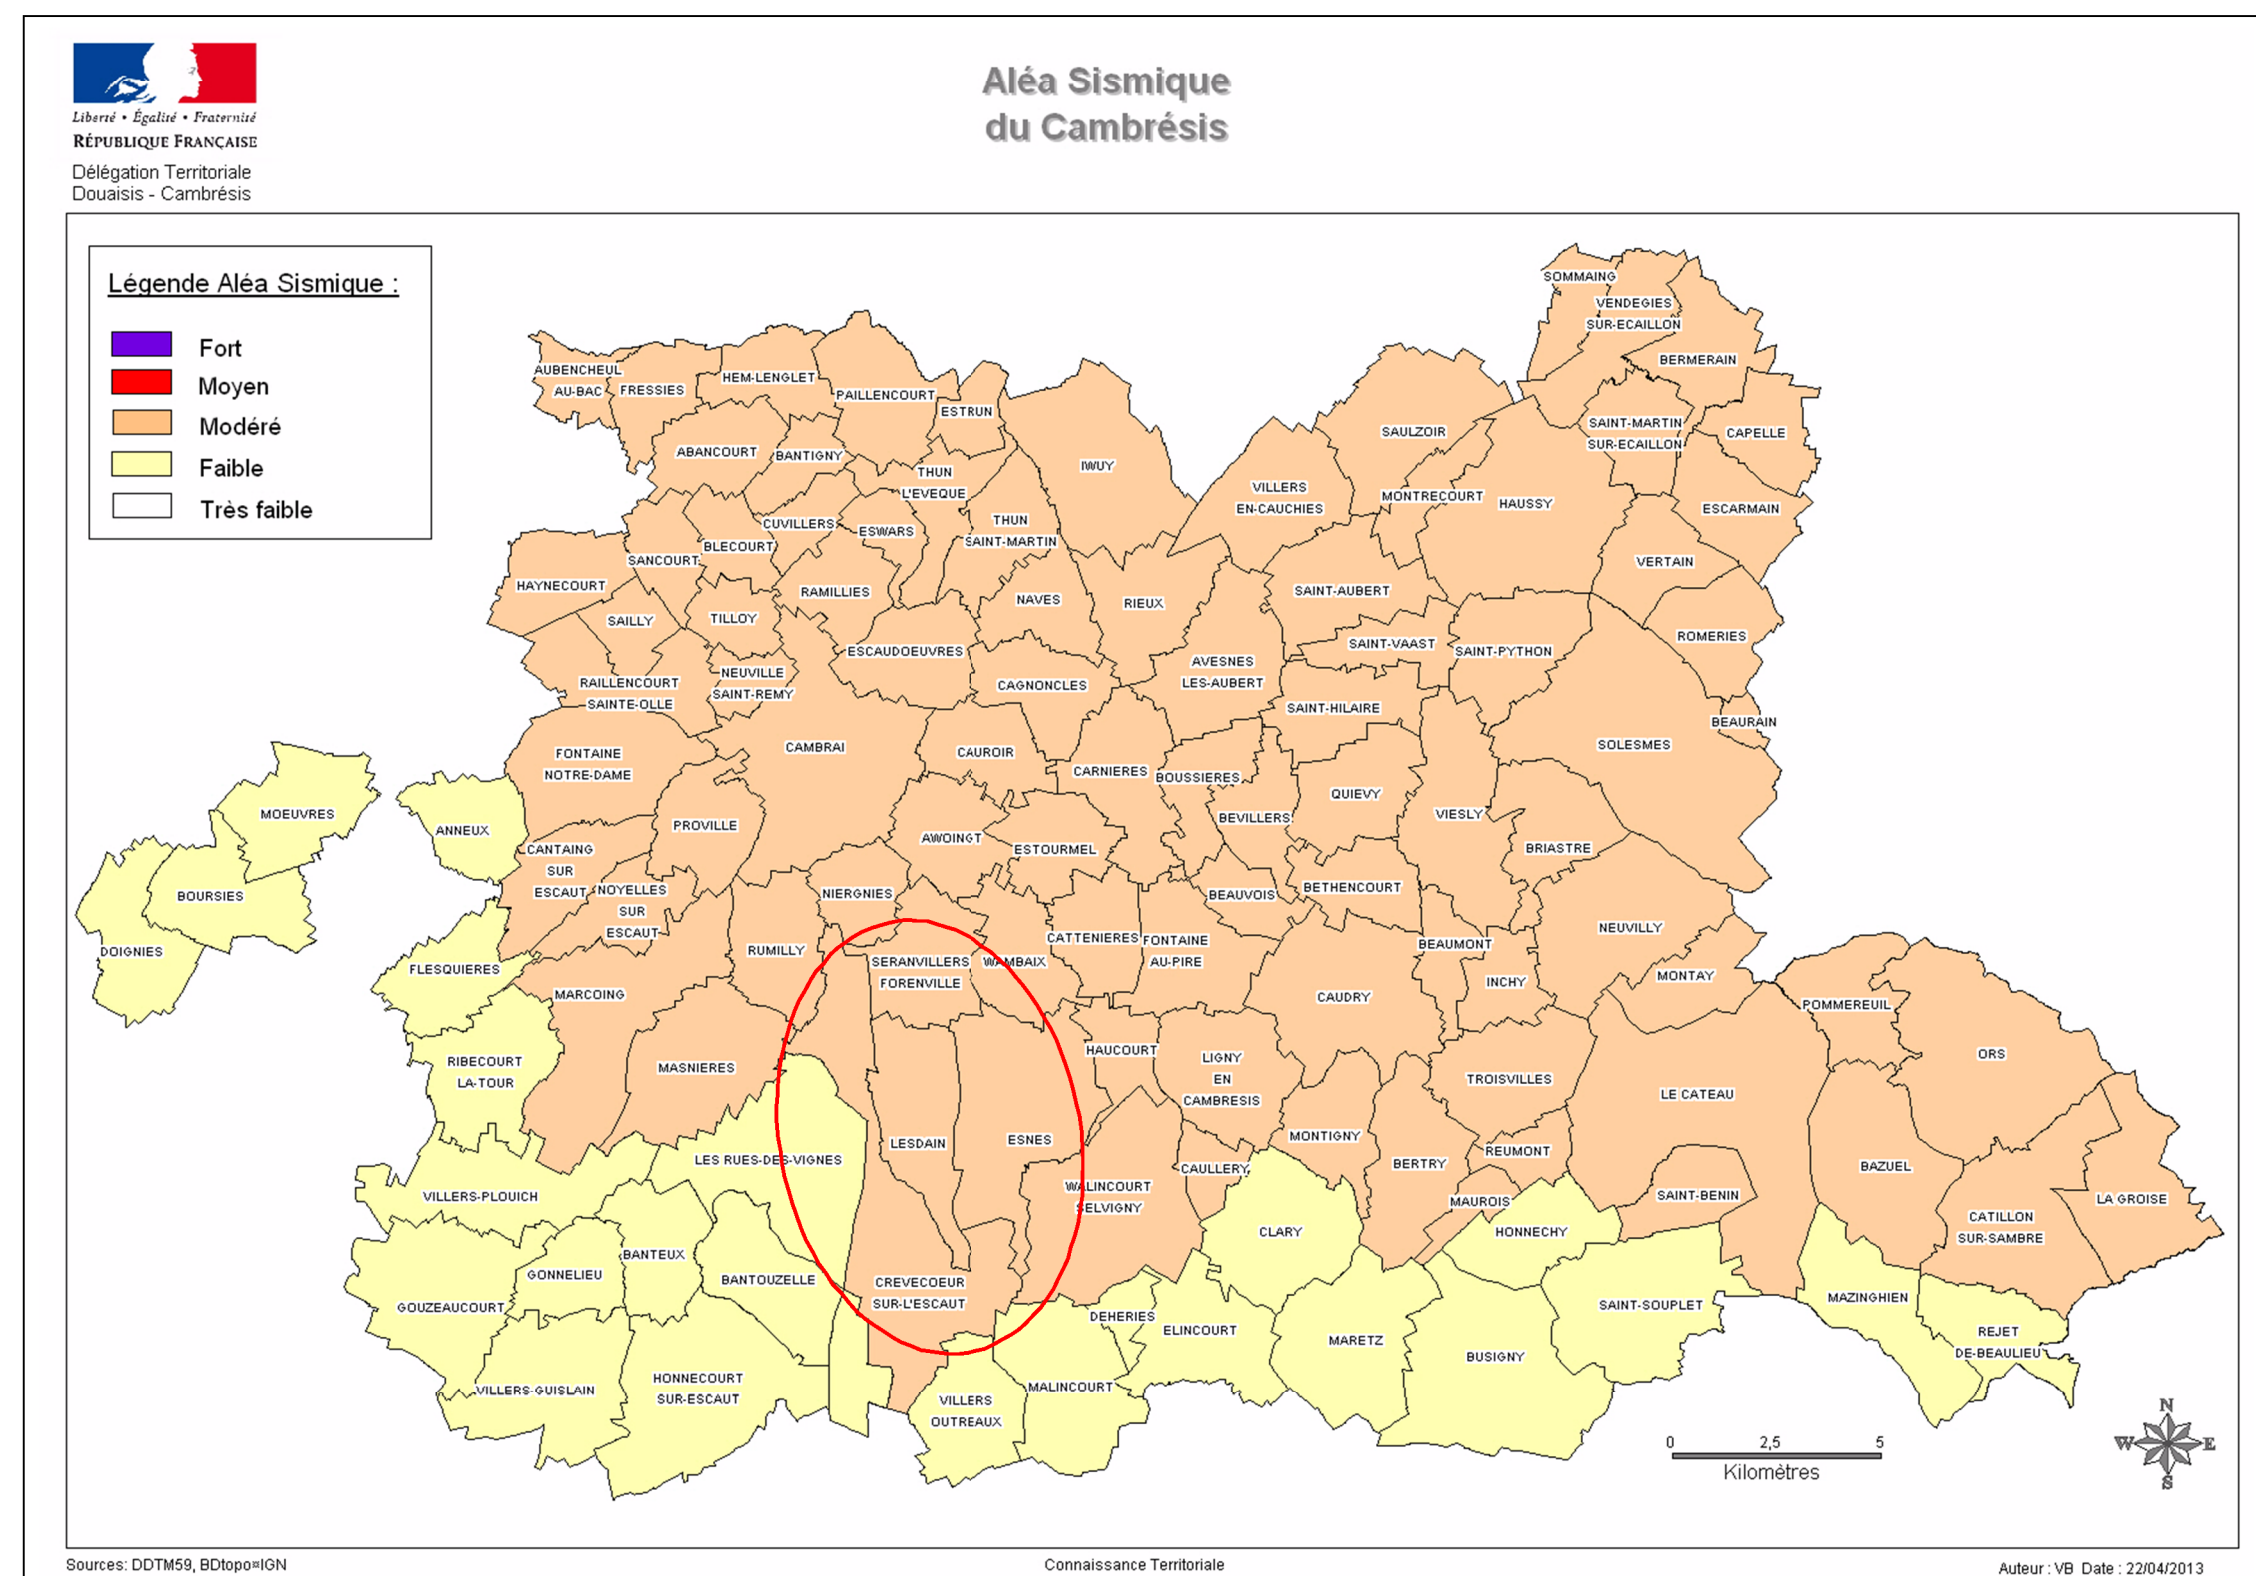 Liberté • Égalité • Fraternité
RÉPUBLIQUE FRANÇAISE
Délégation Territoriale
Douaisis - Cambrésis
Aléa Sismique
du Cambrésis
Légende Aléa Sismique :
Fort
Moyen
Modéré
Faible
Très faible
SOMMAING
VENDEGIES
SUR-ECAILLON
BERMERAIN
AUBENCHEUL
AU-BAC
FRESSIES
HEM-LENGLET
PAILLENCOURT
ESTRUN
SAINT-MARTIN
SUR-ECAILLON
CAPELLE
SAULZOIR
ABANCOURT
BANTIGNY
THUN
L'EVEQUE
IWUY
VILLERS
EN-CAUCHIES
MONTRECOURT
HAUSSY
ESCARMAIN
CUVILLERS
ESWARS
THUN
SAINT-MARTIN
BLECOURT
SANCOURT
VERTAIN
HAYNECOURT
RAMILLIES
NAVES
RIEUX
SAINT-AUBERT
SAILLY
TILLOY
ROMERIES
ESCAUDOEUVRES
SAINT-VAAST
SAINT-PYTHON
AVESNES
LES-AUBERT
NEUVILLE
SAINT-REMY
RAILLENCOURT
SAINTE-OLLE
CAGNONCLES
SAINT-HILAIRE
BEAURAIN
SOLESMES
FONTAINE
NOTRE-DAME
CAMBRAI
CAUROIR
CARNIERES
BOUSSIERES
QUIEVY
VIESLY
MOEUVRES
ANNEUX
PROVILLE
BEVILLERS
AWOINGT
ESTOURMEL
BRIASTRE
CANTAING
SUR
ESCAUT
NOYELLES
SUR
ESCAUT
NIERGNIES
BEAUVOIS
BETHENCOURT
BOURSIES
NEUVILLY
DOIGNIES
RUMILLY
CATTENIERES
FONTAINE
AU-PIRE
BEAUMONT
FLESQUIERES
SERANVILLERS
FORENVILLE
WAMBAIX
INCHY
MONTAY
MARCOING
CAUDRY
POMMEREUIL
RIBECOURT
LA-TOUR
MASNIERES
HAUCOURT
LIGNY
EN
CAMBRESIS
TROISVILLES
LE CATEAU
ORS
LESDAIN
ESNES
MONTIGNY
REUMONT
LES RUES-DES-VIGNES
CAULLERY
BERTRY
BAZUEL
VILLERS-PLOUICH
WALINCOURT
SELVIGNY
MAUROIS
SAINT-BENIN
LA GROISE
CLARY
HONNECHY
CATILLON
SUR-SAMBRE
BANTEUX
GONNELIEU
BANTOUZELLE
CREVECOEUR
SUR-L'ESCAUT
GOUZEAUCOURT
DEHERIES
ELINCOURT
SAINT-SOUPLET
MAZINGHIEN
MARETZ
BUSIGNY
REJET
DE-BEAULIEU
HONNECOURT
SUR-ESCAUT
VILLERS-GUISLAIN
MALINCOURT
VILLERS
OUTREAUX
0 2,5 5
Kilomètres
N
W E
S
Sources: DDTM59, BDtopo¤IGN
Connaissance Territoriale
Auteur : VB Date : 22/04/2013